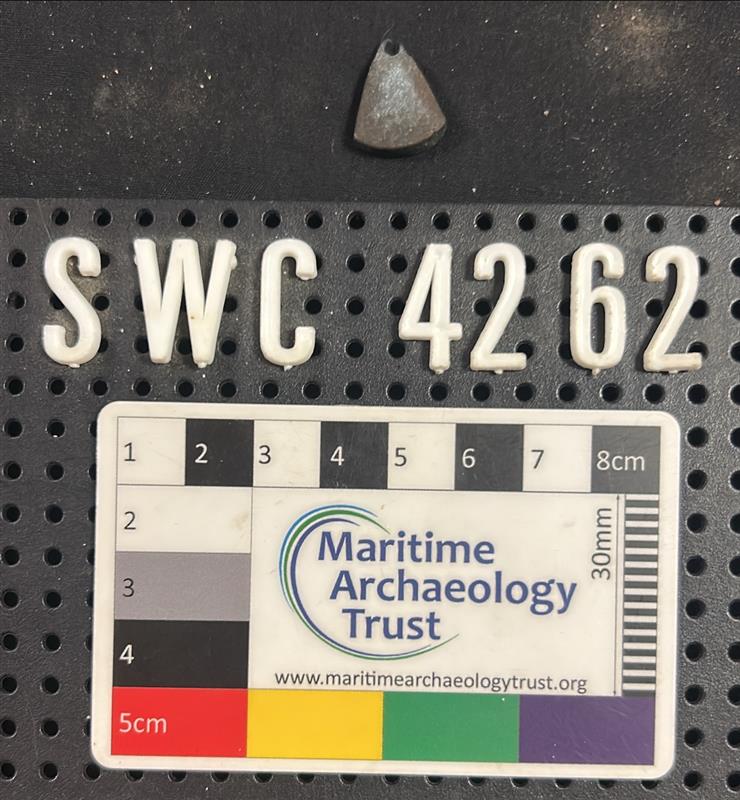 SWC 4262
1 2 3 4 5 6 7 8cm
2
3
4
5cm
Maritime
Archaeology
Trust
www.maritimearchaeologytrust.org
30mm